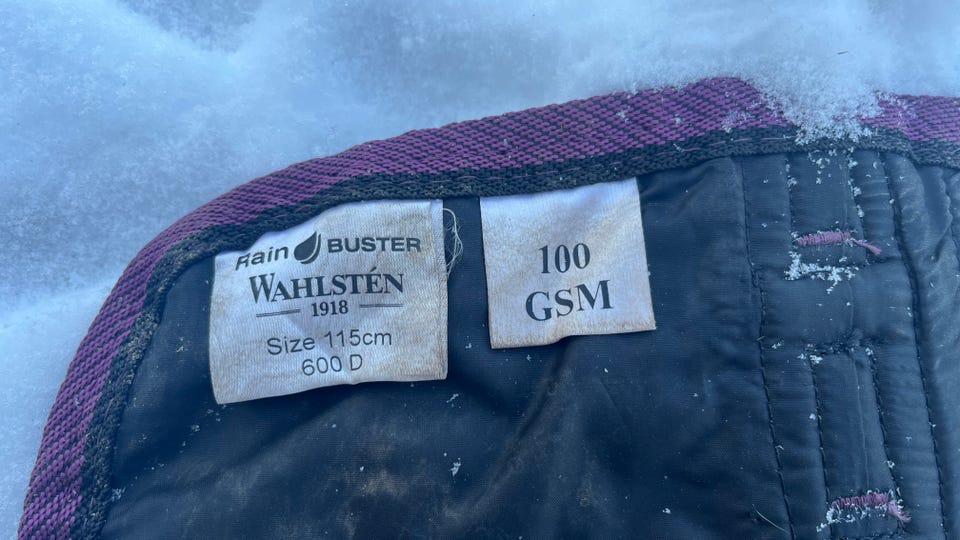 Rain BUSTER
WAHLSTÉN
1918
Size 115cm
600 D
100
GSM